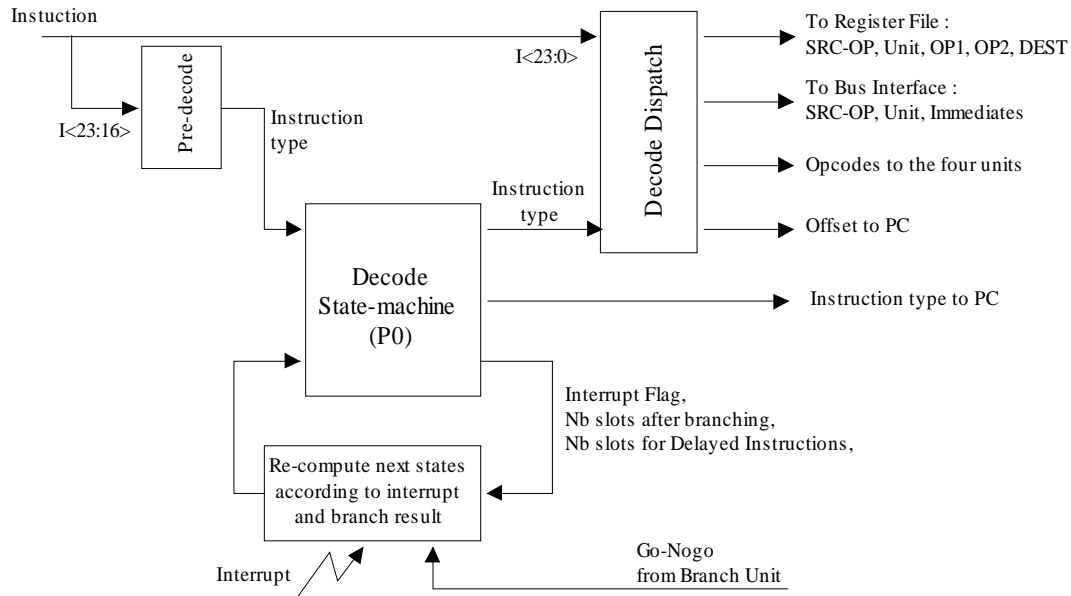 Instuction
I<23:0>
To Register File :
SRC-OP, Unit, OP1, OP2, DEST
To Bus Interface :
SRC-OP, Unit, Immediates
Opcodes to the four units
Offset to PC
Decode Dispatch
Pre-decode
I<23:16>
Instruction
type
Instruction
type
Decode
State-machine
(P0)
Instruction type to PC
Interrupt Flag,
Nb slots after branching,
Nb slots for Delayed Instructions,
Re-compute next states
according to interrupt
and branch result
Interrupt
Go-Nogo
from Branch Unit